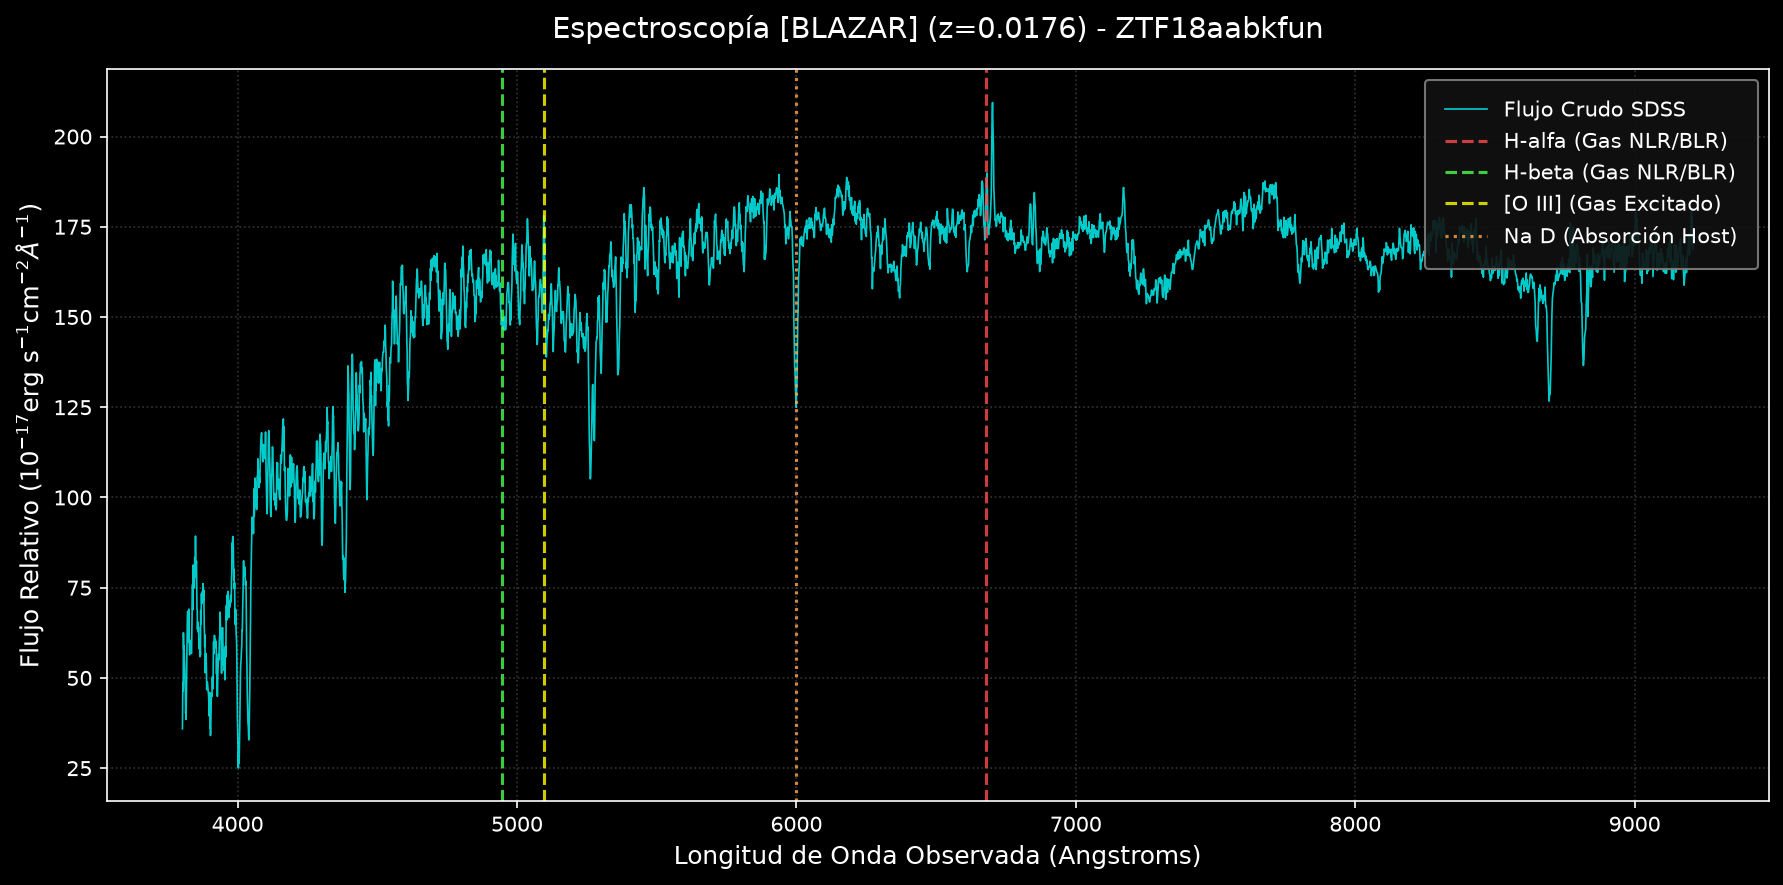 Espectroscopía [BLAZAR] (z=0.0176) - ZTF18aabkfun
Flujo Crudo SDSS
H-alfa (Gas NLR/BLR)
H-beta (Gas NLR/BLR)
[O III] (Gas Excitado)
Na D (Absorción Host)
Flujo Relativo (10⁻¹⁷erg s⁻¹cm⁻²Å⁻¹)
200
175
150
125
100
75
50
25
4000 5000 6000 7000 8000 9000
Longitud de Onda Observada (Angstroms)